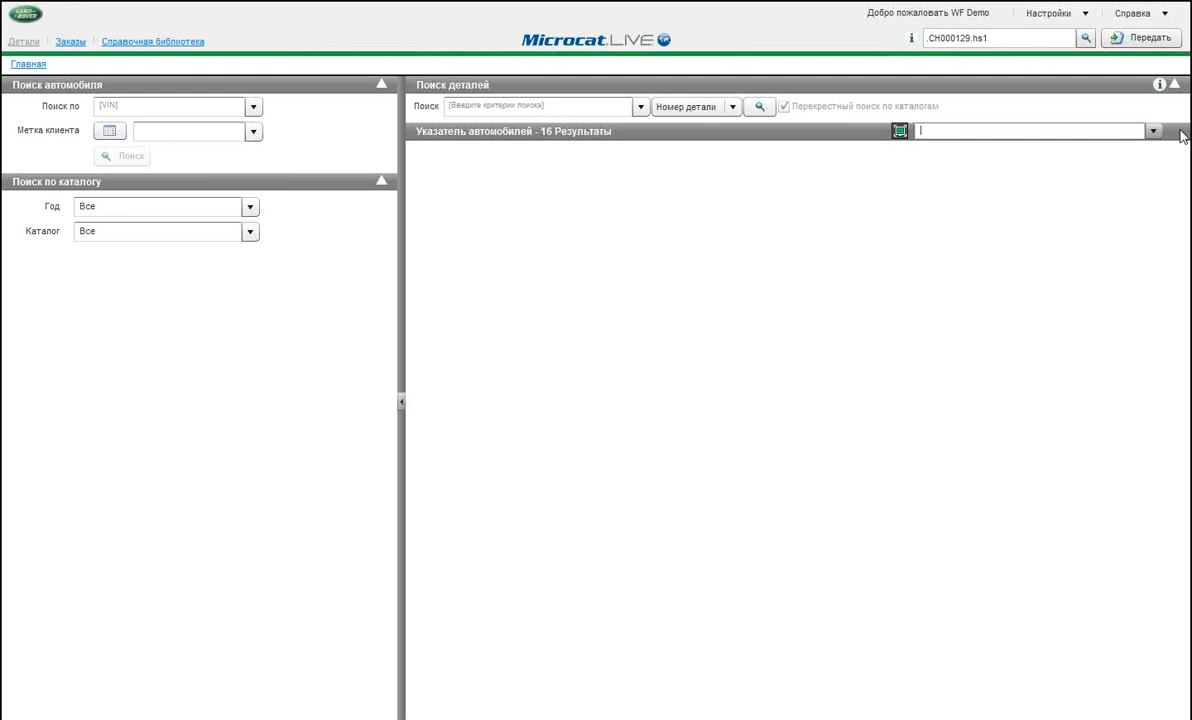 LAND-ROVER
Добро пожаловать WF Demo Настройки Справка
Детали Заказы Справочная библиотека
Microcat.LIVE
i .CH000129.hs1 Передать
Главная
Поиск автомобиля
Поиск по [VIN]
Метка клиента
Поиск
Поиск по каталогу
Год Все
Каталог Все
Поиск деталей
Поиск [Введите критерии поиска] Номер детали Перекрестный поиск по каталогам
Указатель автомобилей - 16 Результаты